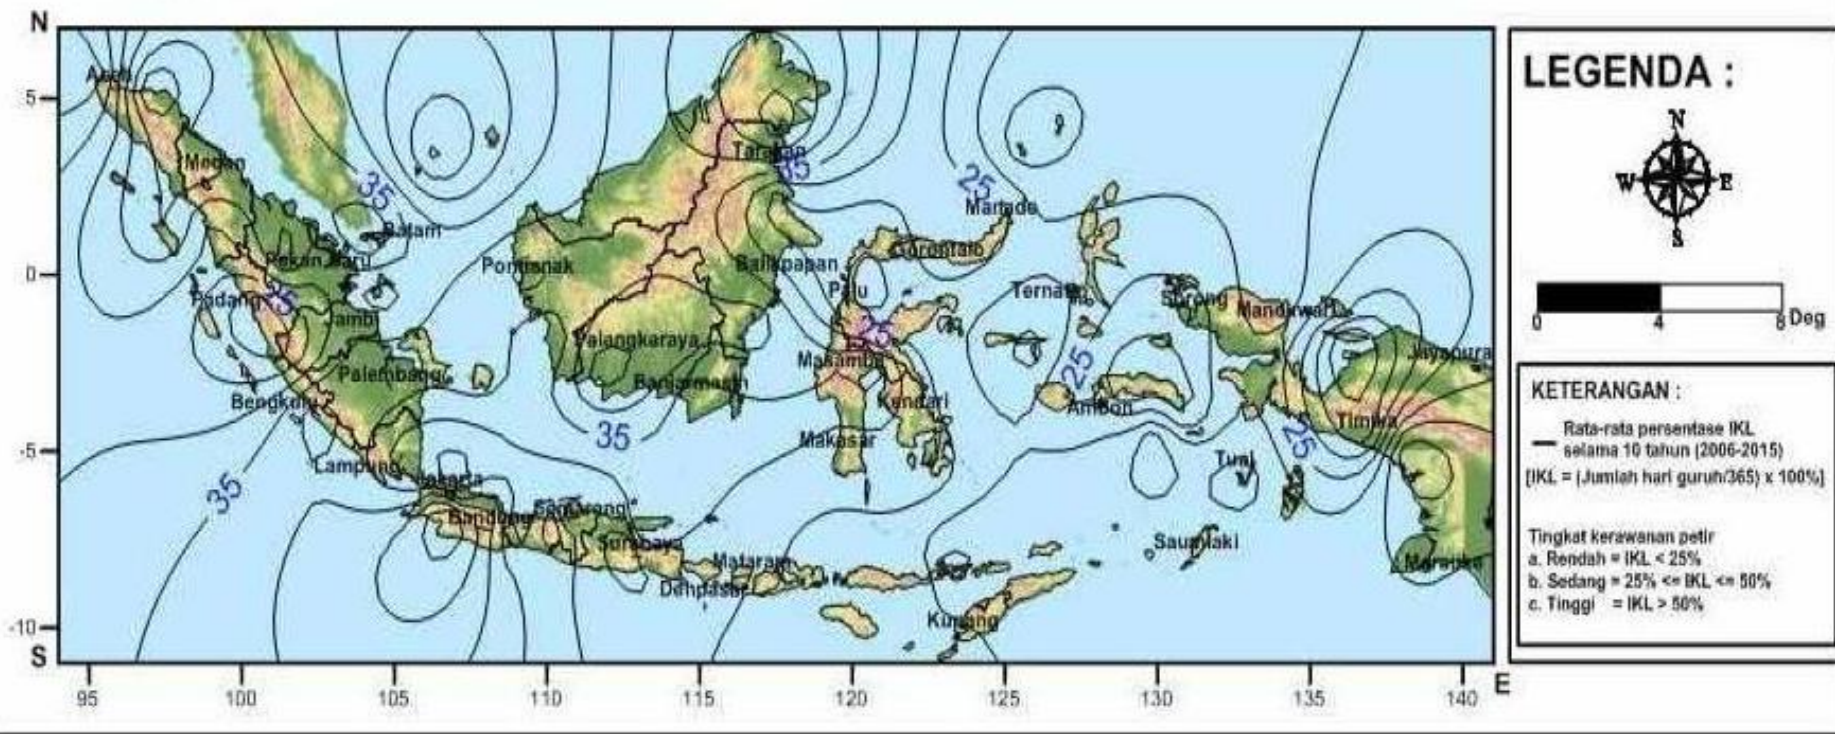 N
LEGENDA :
Aceh
5
N
Tarakan
35
Medan
35
25
W
E
Manado
Batam
S
Gorontalo
Pekan Baru
Pontianak
Balikpapan
0
Palu
Ternate
Sorong
Manokwari
Padang
35
Jambi
0
4
8
Deg
Palangkaraya
35
Masamba
25
Jayapura
Palembang
Banjarmasin
KETERANGAN :
Bengkulu
Kendari
Ambon
Timika
Rata-rata persentase IKL
selama 10 tahun (2006-2015)
35
Makasar
25
-5
Lampung
Tual
[IKL = (Jumlah hari guruh/365) x 100%]
Jakarta
35
Bandung
Semarang
Surabaya
Saumlaki
Tingkat kerawanan petir
Mataram
Merauke
a. Rendah = IKL < 25%
b. Sedang = 25% <= IKL <= 50%
Denpasar
c. Tinggi = IKL > 50%
Kupang
-10
S
E
95
100
105
110
115
120
125
130
135
140